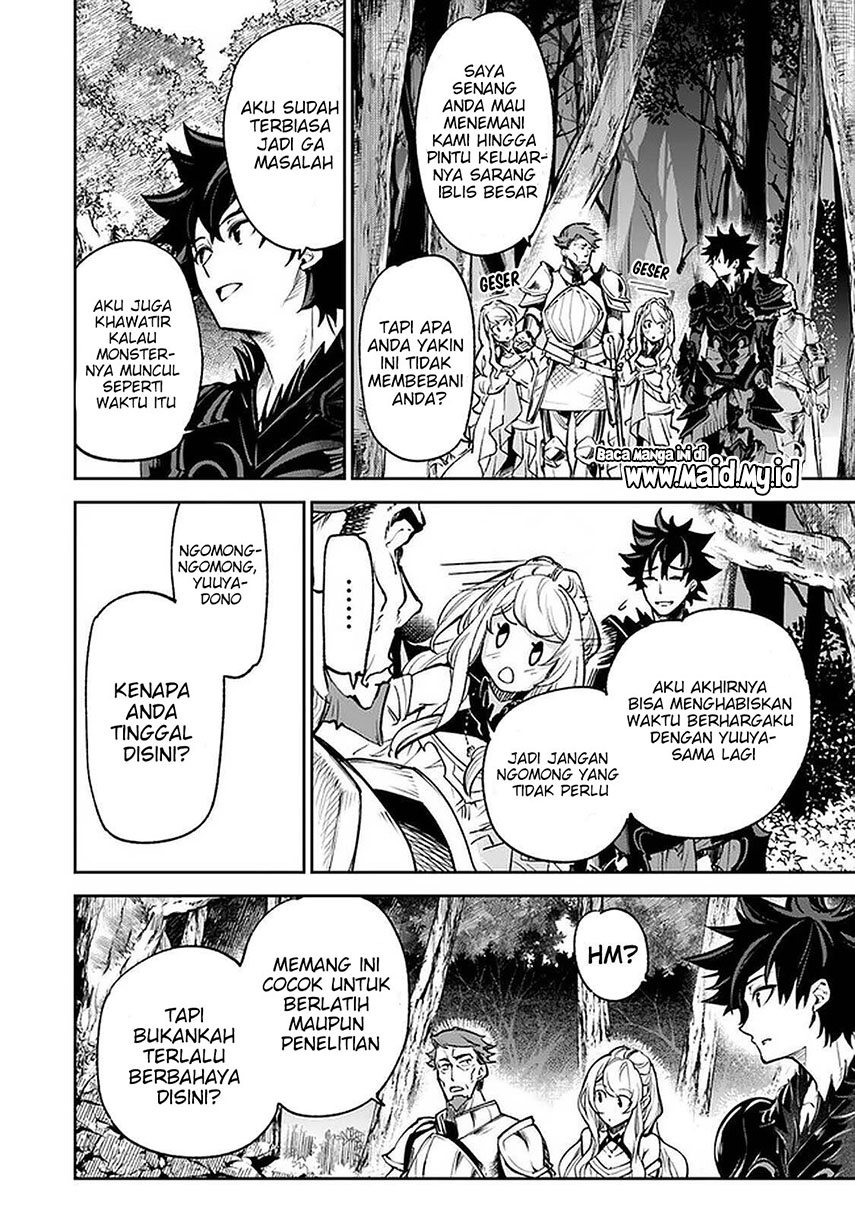 SAYA
SENANG
ANDA MAU
MENEMANI
KAMI HINGGA
PINTU KELUAR-
NYA SARANG
IBLIS BESAR
GESER
GESER
TAPI APA
ANDA YAKIN
INI TIDAK
MEMBEBANI
ANDA?
Baca manga ini di
www.Maid.my.id
AKU SUDAH
TERBIASA
JADI GA
MASALAH
AKU JUGA
KHAWATIR
KALAU
MONSTER-
NYA MUNCUL
SEPERTI
WAKTU ITU
AKU AKHIRNYA
BISA MENGHABISKAN
WAKTU BERHARGAKU
DENGAN YUUYA-
SAMA LAGI
JADI JANGAN
NGOMONG YANG
TIDAK PERLU
......
NGOMONG-
NGOMONG,
YUUYA-
DONO
KENAPA
ANDA
TINGGAL
DISINI?
HM?
MEMANG INI
COCOK UNTUK
BERLATIH
MAUPUN
PENELITIAN
TAPI
BUKANKAH
TERLALU
BERBAHAYA
DISINI?